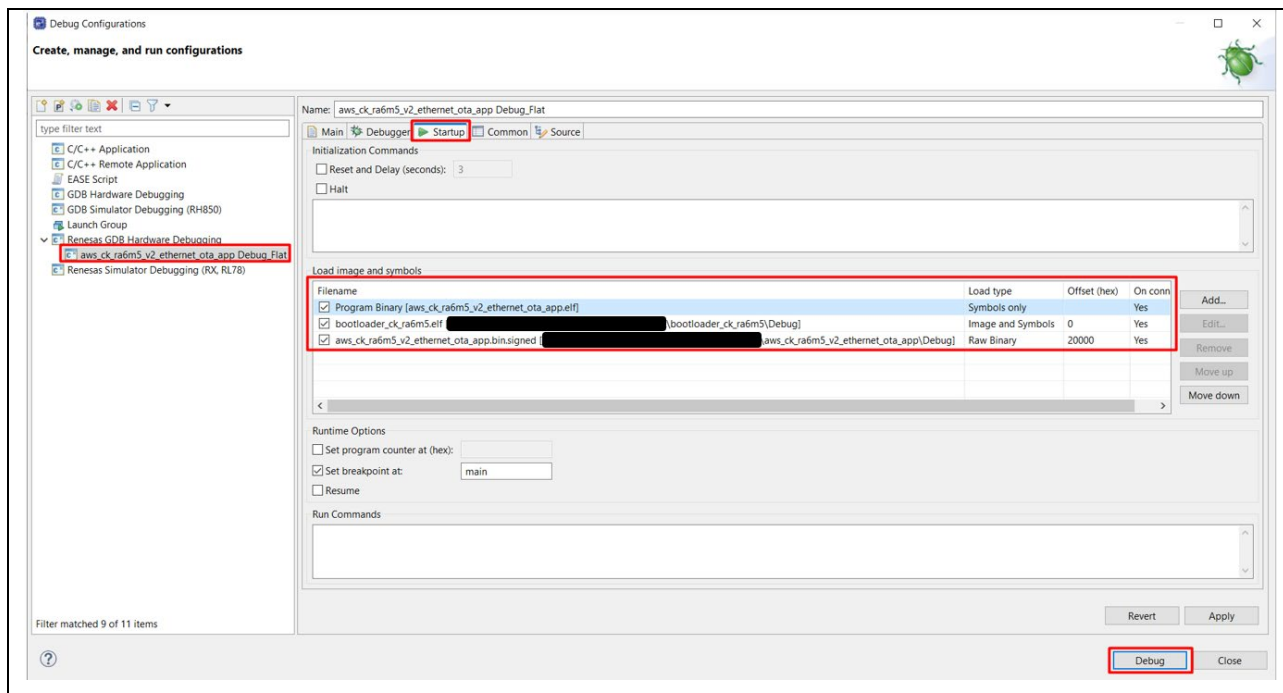 Debug Configurations
Create, manage, and run configurations
type filter text
C/C++ Application
C/C++ Remote Application
EASE Script
GDB Hardware Debugging
GDB Simulator Debugging (RH850)
Launch Group
Renesas GDB Hardware Debugging
aws_ck_ra6m5_v2_ethernet_ota_app Debug_Flat
Renesas Simulator Debugging (RX, RL78)
Filter matched 9 of 11 items
Name: aws_ck_ra6m5_v2_ethernet_ota_app Debug_Flat
Main Debugger Startup Common Source
Initialization Commands
Reset and Delay (seconds): 3
Halt
Load image and symbols
Filename Load type Offset (hex) On conn
Program Binary [aws_ck_ra6m5_v2_ethernet_ota_app.elf] Symbols only Yes
bootloader_ck_ra6m5.elf \bootloader_ck_ra6m5\Debug] Image and Symbols 0 Yes
aws_ck_ra6m5_v2_ethernet_ota_app.bin.signed [ \aws_ck_ra6m5_v2_ethernet_ota_app\Debug] Raw Binary 20000 Yes
Add...
Edit...
Remove
Move up
Move down
Runtime Options
Set program counter at (hex):
Set breakpoint at: main
Resume
Run Commands
Revert Apply
Debug Close